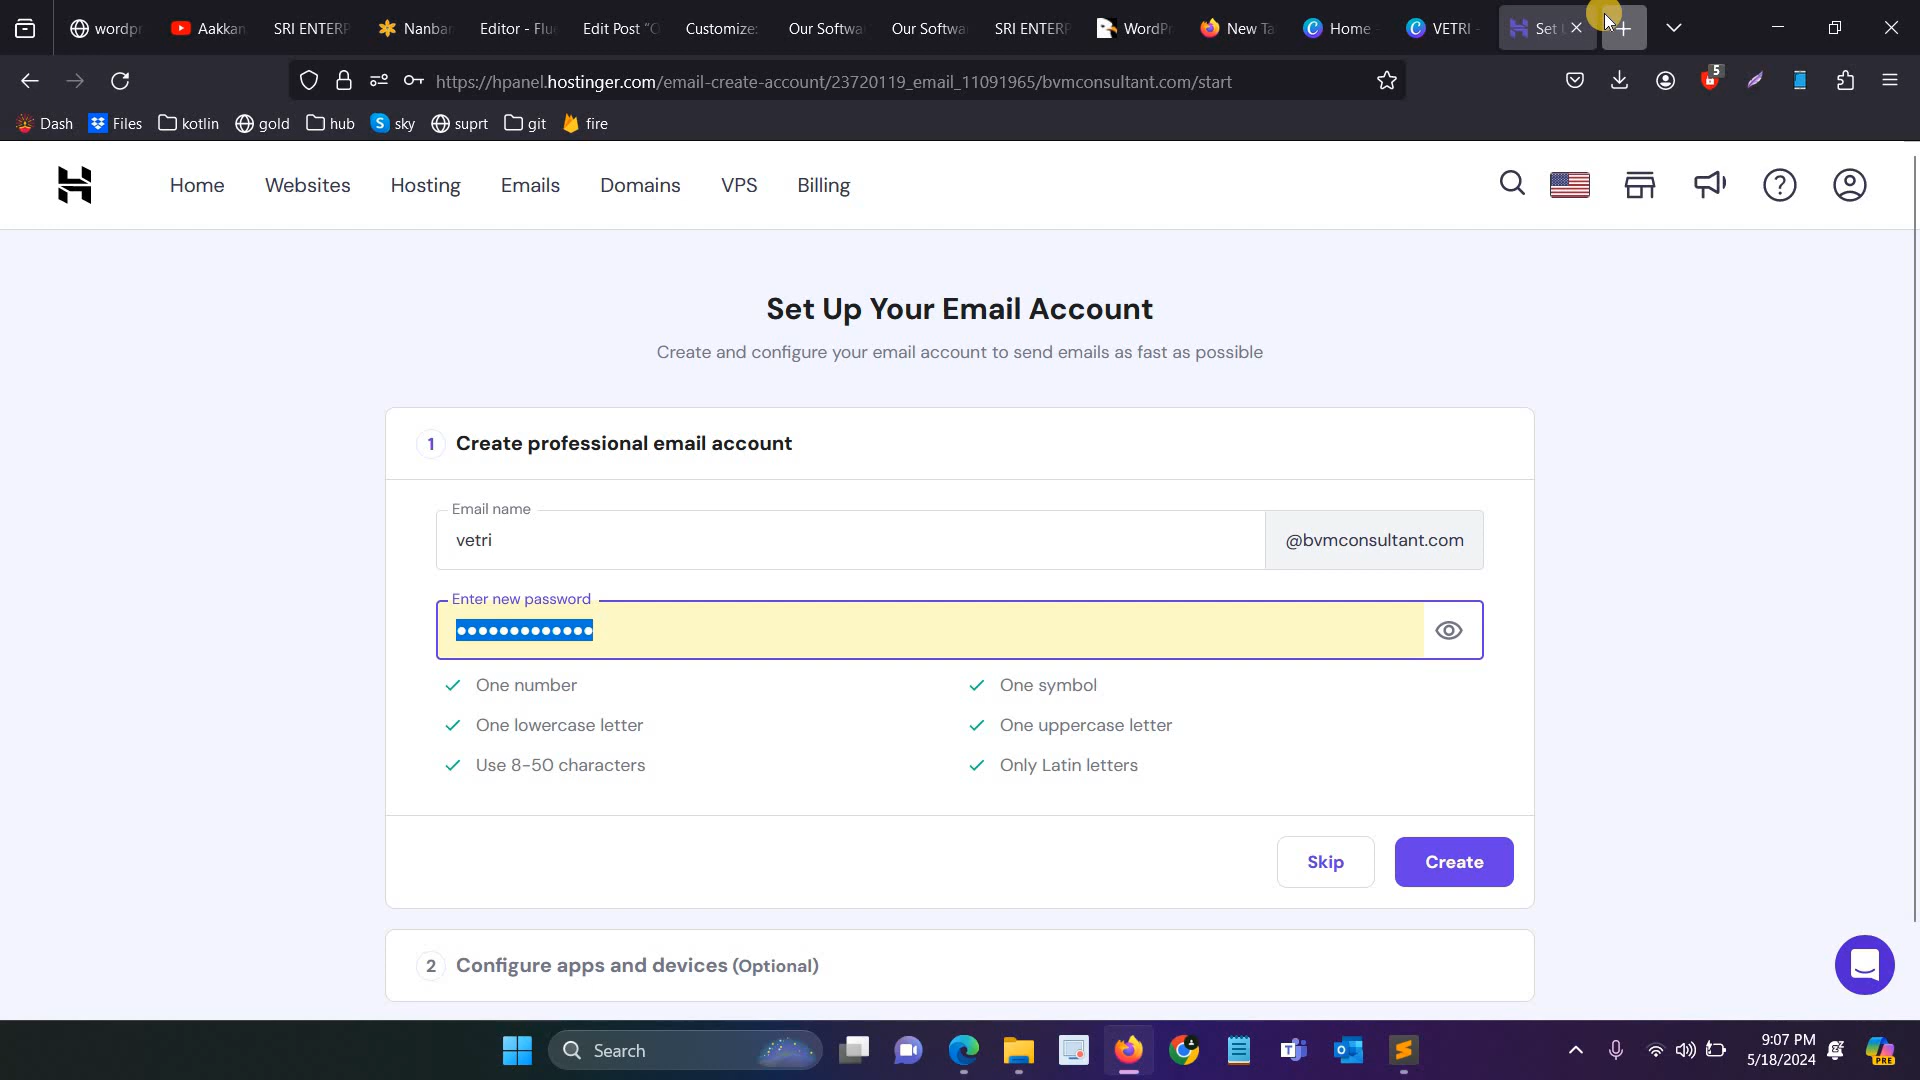 wordpr
Aakkan
SRI ENTERP
Nanban
Editor - Flu
Edit Post "O
Customize:
Our Softwa
Our Softwa
SRI ENTERP
WordPr
New Ta
Home -
VETRI -
Set U
https://hpanel.hostinger.com/email-create-account/23720119_email_11091965/bvmconsultant.com/start
5
Dash
Files
kotlin
gold
hub
sky
suprt
git
fire
Home
Websites
Hosting
Emails
Domains
VPS
Billing
Set Up Your Email Account
Create and configure your email account to send emails as fast as possible
1 Create professional email account
Email name
vetri
@bvmconsultant.com
Enter new password
One number
One symbol
One lowercase letter
One uppercase letter
Use 8-50 characters
Only Latin letters
Skip
Create
2 Configure apps and devices (Optional)
Search
9:07 PM
5/18/2024
PRE